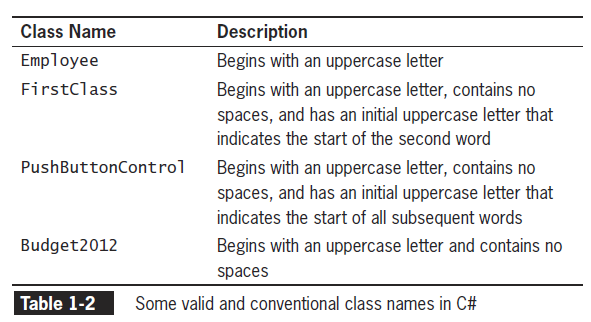 Class Name Description
Employee Begins with an uppercase letter
FirstClass Begins with an uppercase letter, contains no
spaces, and has an initial uppercase letter that
indicates the start of the second word
PushButtonControl Begins with an uppercase letter, contains no
spaces, and has an initial uppercase letter that
indicates the start of all subsequent words
Budget2012 Begins with an uppercase letter and contains no
spaces
Table 1-2 Some valid and conventional class names in C#